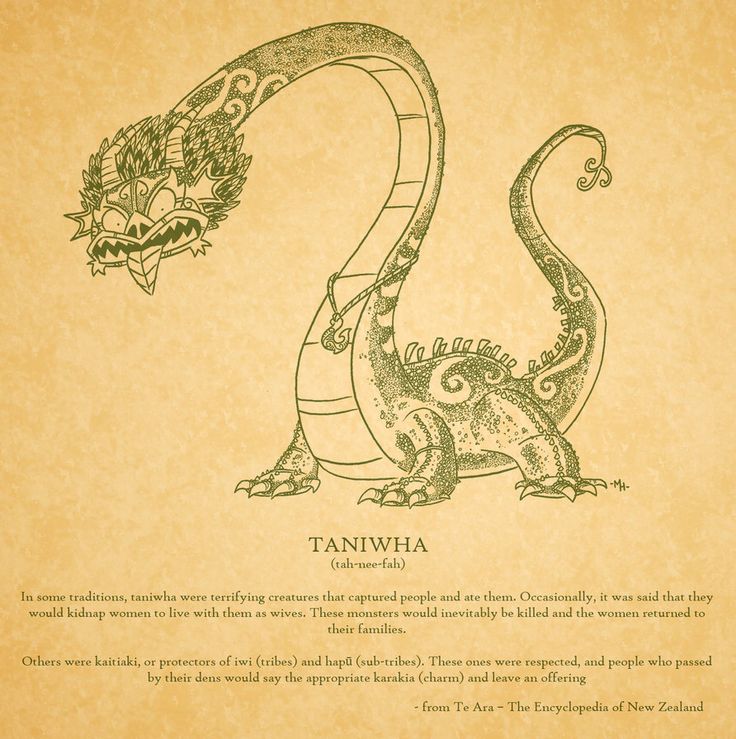 -MH-
TANIWHA
(tah-nee-fah)
In some traditions, taniwha were terrifying creatures that captured people and ate them. Occasionally, it was said that they
would kidnap women to live with them as wives. These monsters would inevitably be killed and the women returned to
their families.
Others were kaitiaki, or protectors of iwi (tribes) and hapū (sub-tribes). These ones were respected, and people who passed
by their dens would say the appropriate karakia (charm) and leave an offering
- from Te Ara – The Encyclopedia of New Zealand